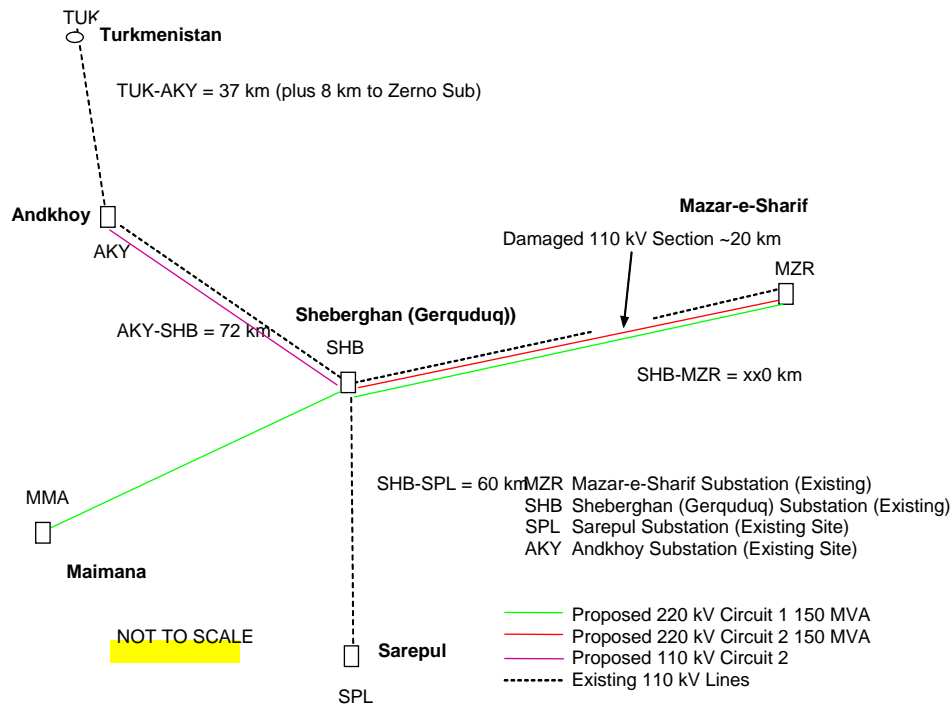 TUK
Turkmenistan
TUK-AKY = 37 km (plus 8 km to Zerno Sub)
Mazar-e-Sharif
Andkhoy
Damaged 110 kV Section ~20 km
AKY
MZR
Sheberghan (Gerquduq))
AKY-SHB = 72 km
SHB
SHB-MZR = xx0 km
MMA
SHB-SPL = 60 km
MZR Mazar-e-Sharif Substation (Existing)
SHB Sheberghan (Gerquduq) Substation (Existing)
SPL Sarepul Substation (Existing Site)
AKY Andkhoy Substation (Existing Site)
Maimana
NOT TO SCALE
Sarepul
SPL
Proposed 220 kV Circuit 1 150 MVA
Proposed 220 kV Circuit 2 150 MVA
Proposed 110 kV Circuit 2
Existing 110 kV Lines